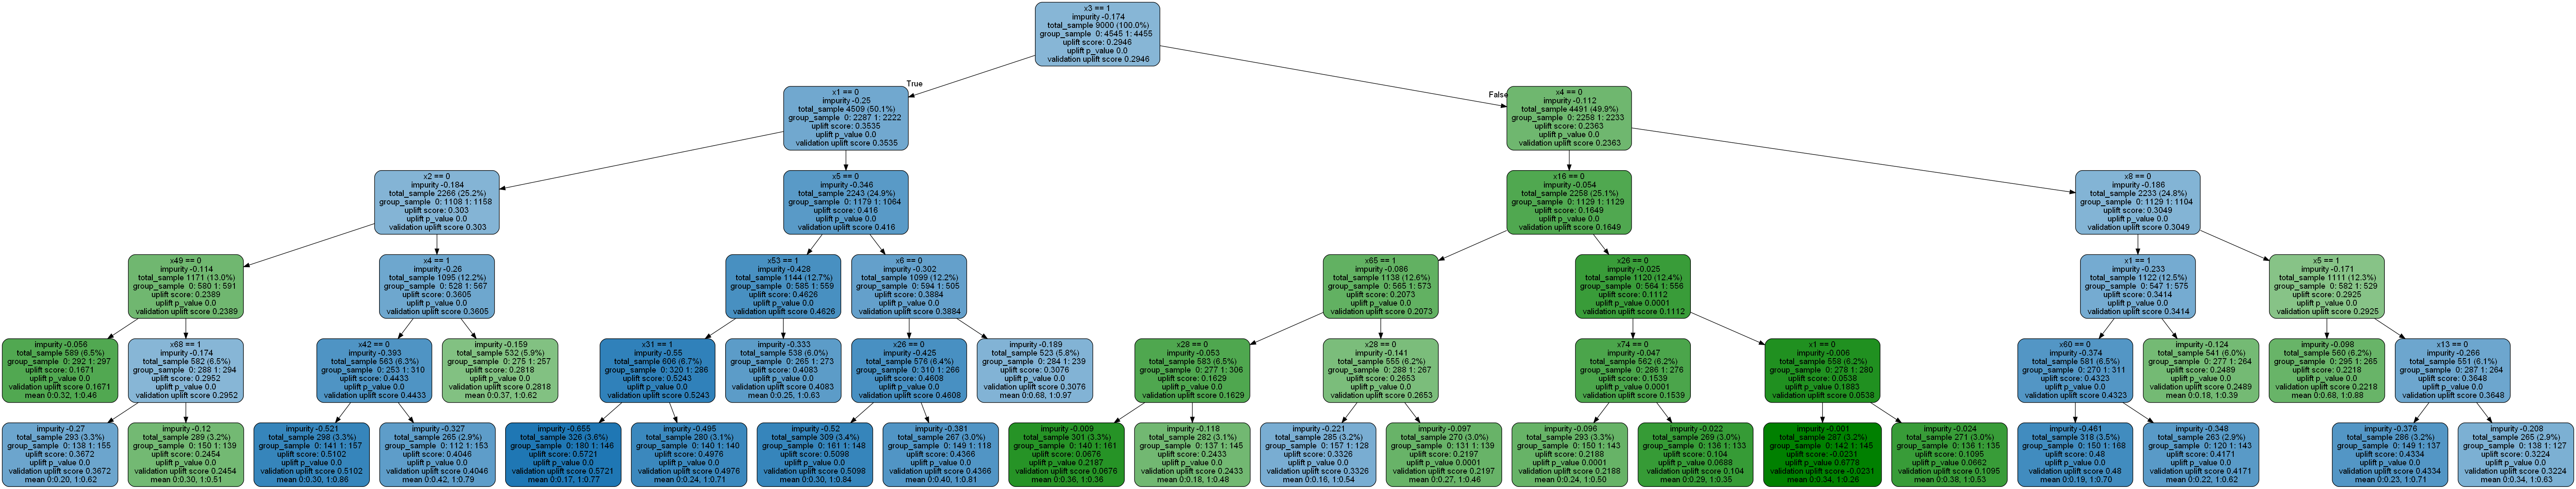 x3 == 1
impurity -0.174
total_sample 9000 (100.0%)
group_sample 0: 4545 1: 4455
uplift score: 0.2946
uplift p_value 0.0
validation uplift score 0.2946
True
False
x1 == 0
impurity -0.25
total_sample 4509 (50.1%)
group_sample 0: 2287 1: 2222
uplift score: 0.3535
uplift p_value 0.0
validation uplift score 0.3535
x4 == 0
impurity -0.112
total_sample 4491 (49.9%)
group_sample 0: 2258 1: 2233
uplift score: 0.2363
uplift p_value 0.0
validation uplift score 0.2363
x2 == 0
impurity -0.184
total_sample 2266 (25.2%)
group_sample 0: 1108 1: 1158
uplift score: 0.303
uplift p_value 0.0
validation uplift score 0.303
x5 == 0
impurity -0.346
total_sample 2243 (24.9%)
group_sample 0: 1179 1: 1064
uplift score: 0.416
uplift p_value 0.0
validation uplift score 0.416
x16 == 0
impurity -0.054
total_sample 2258 (25.1%)
group_sample 0: 1129 1: 1129
uplift score: 0.1649
uplift p_value 0.0
validation uplift score 0.1649
x8 == 0
impurity -0.186
total_sample 2233 (24.8%)
group_sample 0: 1129 1: 1104
uplift score: 0.3049
uplift p_value 0.0
validation uplift score 0.3049
x49 == 0
impurity -0.114
total_sample 1171 (13.0%)
group_sample 0: 580 1: 591
uplift score: 0.2389
uplift p_value 0.0
validation uplift score 0.2389
x4 == 1
impurity -0.26
total_sample 1095 (12.2%)
group_sample 0: 528 1: 567
uplift score: 0.3605
uplift p_value 0.0
validation uplift score 0.3605
x53 == 1
impurity -0.428
total_sample 1144 (12.7%)
group_sample 0: 585 1: 559
uplift score: 0.4626
uplift p_value 0.0
validation uplift score 0.4626
x6 == 0
impurity -0.302
total_sample 1099 (12.2%)
group_sample 0: 594 1: 505
uplift score: 0.3884
uplift p_value 0.0
validation uplift score 0.3884
x65 == 1
impurity -0.086
total_sample 1138 (12.6%)
group_sample 0: 565 1: 573
uplift score: 0.2073
uplift p_value 0.0
validation uplift score 0.2073
x26 == 0
impurity -0.025
total_sample 1120 (12.4%)
group_sample 0: 564 1: 556
uplift score: 0.1112
uplift p_value 0.0001
validation uplift score 0.1112
x1 == 1
impurity -0.233
total_sample 1122 (12.5%)
group_sample 0: 547 1: 575
uplift score: 0.3414
uplift p_value 0.0
validation uplift score 0.3414
x5 == 1
impurity -0.171
total_sample 1111 (12.3%)
group_sample 0: 582 1: 529
uplift score: 0.2925
uplift p_value 0.0
validation uplift score 0.2925
impurity -0.056
total_sample 589 (6.5%)
group_sample 0: 292 1: 297
uplift score: 0.1671
uplift p_value 0.0
validation uplift score 0.1671
mean 0:0.32, 1:0.46
x68 == 1
impurity -0.174
total_sample 582 (6.5%)
group_sample 0: 288 1: 294
uplift score: 0.2952
uplift p_value 0.0
validation uplift score 0.2952
x42 == 0
impurity -0.393
total_sample 563 (6.3%)
group_sample 0: 253 1: 310
uplift score: 0.4433
uplift p_value 0.0
validation uplift score 0.4433
impurity -0.159
total_sample 532 (5.9%)
group_sample 0: 275 1: 257
uplift score: 0.2818
uplift p_value 0.0
validation uplift score 0.2818
mean 0:0.37, 1:0.62
x31 == 1
impurity -0.55
total_sample 606 (6.7%)
group_sample 0: 320 1: 286
uplift score: 0.5243
uplift p_value 0.0
validation uplift score 0.5243
impurity -0.333
total_sample 538 (6.0%)
group_sample 0: 265 1: 273
uplift score: 0.4083
uplift p_value 0.0
validation uplift score 0.4083
mean 0:0.25, 1:0.63
x26 == 0
impurity -0.425
total_sample 576 (6.4%)
group_sample 0: 310 1: 266
uplift score: 0.4608
uplift p_value 0.0
validation uplift score 0.4608
impurity -0.189
total_sample 523 (5.8%)
group_sample 0: 284 1: 239
uplift score: 0.3076
uplift p_value 0.0
validation uplift score 0.3076
mean 0:0.68, 1:0.97
x28 == 0
impurity -0.053
total_sample 583 (6.5%)
group_sample 0: 277 1: 306
uplift score: 0.1629
uplift p_value 0.0
validation uplift score 0.1629
x28 == 0
impurity -0.141
total_sample 555 (6.2%)
group_sample 0: 288 1: 267
uplift score: 0.2653
uplift p_value 0.0
validation uplift score 0.2653
x74 == 0
impurity -0.047
total_sample 562 (6.2%)
group_sample 0: 286 1: 276
uplift score: 0.1539
uplift p_value 0.0001
validation uplift score 0.1539
x1 == 0
impurity -0.006
total_sample 558 (6.2%)
group_sample 0: 278 1: 280
uplift score: 0.0538
uplift p_value 0.1883
validation uplift score 0.0538
x60 == 0
impurity -0.374
total_sample 581 (6.5%)
group_sample 0: 270 1: 311
uplift score: 0.4323
uplift p_value 0.0
validation uplift score 0.4323
impurity -0.124
total_sample 541 (6.0%)
group_sample 0: 277 1: 264
uplift score: 0.2489
uplift p_value 0.0
validation uplift score 0.2489
mean 0:0.18, 1:0.39
impurity -0.098
total_sample 560 (6.2%)
group_sample 0: 295 1: 265
uplift score: 0.2218
uplift p_value 0.0
validation uplift score 0.2218
mean 0:0.68, 1:0.88
x13 == 0
impurity -0.266
total_sample 551 (6.1%)
group_sample 0: 287 1: 264
uplift score: 0.3648
uplift p_value 0.0
validation uplift score 0.3648
impurity -0.27
total_sample 293 (3.3%)
group_sample 0: 138 1: 155
uplift score: 0.3672
uplift p_value 0.0
validation uplift score 0.3672
mean 0:0.20, 1:0.62
impurity -0.12
total_sample 289 (3.2%)
group_sample 0: 150 1: 139
uplift score: 0.2454
uplift p_value 0.0
validation uplift score 0.2454
mean 0:0.30, 1:0.51
impurity -0.521
total_sample 298 (3.3%)
group_sample 0: 141 1: 157
uplift score: 0.5102
uplift p_value 0.0
validation uplift score 0.5102
mean 0:0.30, 1:0.86
impurity -0.327
total_sample 265 (2.9%)
group_sample 0: 112 1: 153
uplift score: 0.4046
uplift p_value 0.0
validation uplift score 0.4046
mean 0:0.42, 1:0.79
impurity -0.655
total_sample 326 (3.6%)
group_sample 0: 180 1: 146
uplift score: 0.5721
uplift p_value 0.0
validation uplift score 0.5721
mean 0:0.17, 1:0.77
impurity -0.495
total_sample 280 (3.1%)
group_sample 0: 140 1: 140
uplift score: 0.4976
uplift p_value 0.0
validation uplift score 0.4976
mean 0:0.24, 1:0.71
impurity -0.52
total_sample 309 (3.4%)
group_sample 0: 161 1: 148
uplift score: 0.5098
uplift p_value 0.0
validation uplift score 0.5098
mean 0:0.30, 1:0.84
impurity -0.381
total_sample 267 (3.0%)
group_sample 0: 149 1: 118
uplift score: 0.4366
uplift p_value 0.0
validation uplift score 0.4366
mean 0:0.40, 1:0.81
impurity -0.009
total_sample 301 (3.3%)
group_sample 0: 140 1: 161
uplift score: 0.0676
uplift p_value 0.2187
validation uplift score 0.0676
mean 0:0.36, 1:0.36
impurity -0.118
total_sample 282 (3.1%)
group_sample 0: 137 1: 145
uplift score: 0.2433
uplift p_value 0.0
validation uplift score 0.2433
mean 0:0.18, 1:0.48
impurity -0.221
total_sample 285 (3.2%)
group_sample 0: 157 1: 128
uplift score: 0.3326
uplift p_value 0.0
validation uplift score 0.3326
mean 0:0.16, 1:0.54
impurity -0.097
total_sample 270 (3.0%)
group_sample 0: 131 1: 139
uplift score: 0.2197
uplift p_value 0.0001
validation uplift score 0.2197
mean 0:0.27, 1:0.46
impurity -0.096
total_sample 293 (3.3%)
group_sample 0: 150 1: 143
uplift score: 0.2188
uplift p_value 0.0001
validation uplift score 0.2188
mean 0:0.24, 1:0.50
impurity -0.022
total_sample 269 (3.0%)
group_sample 0: 136 1: 133
uplift score: 0.104
uplift p_value 0.0688
validation uplift score 0.104
mean 0:0.29, 1:0.35
impurity -0.001
total_sample 287 (3.2%)
group_sample 0: 142 1: 145
uplift score: -0.0231
uplift p_value 0.6778
validation uplift score -0.0231
mean 0:0.34, 1:0.26
impurity -0.024
total_sample 271 (3.0%)
group_sample 0: 136 1: 135
uplift score: 0.1095
uplift p_value 0.0662
validation uplift score 0.1095
mean 0:0.38, 1:0.53
impurity -0.461
total_sample 318 (3.5%)
group_sample 0: 150 1: 168
uplift score: 0.48
uplift p_value 0.0
validation uplift score 0.48
mean 0:0.19, 1:0.70
impurity -0.348
total_sample 263 (2.9%)
group_sample 0: 120 1: 143
uplift score: 0.4171
uplift p_value 0.0
validation uplift score 0.4171
mean 0:0.22, 1:0.62
impurity -0.376
total_sample 286 (3.2%)
group_sample 0: 149 1: 137
uplift score: 0.4334
uplift p_value 0.0
validation uplift score 0.4334
mean 0:0.23, 1:0.71
impurity -0.208
total_sample 265 (2.9%)
group_sample 0: 138 1: 127
uplift score: 0.3224
uplift p_value 0.0
validation uplift score 0.3224
mean 0:0.34, 1:0.63